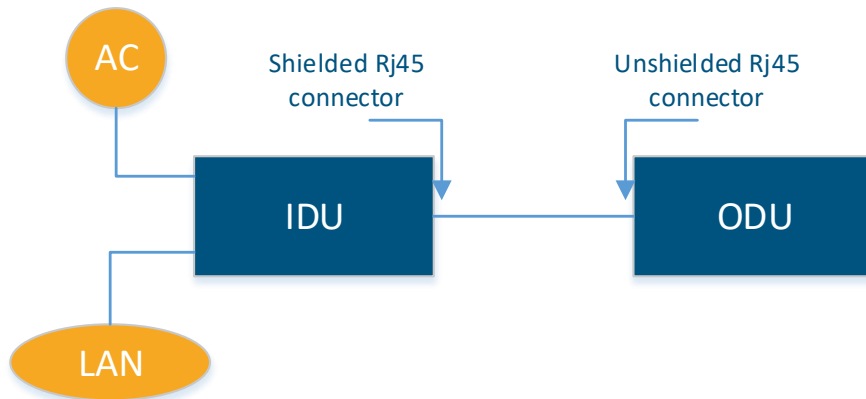 AC
Shielded Rj45
connector
Unshielded Rj45
connector
IDU
ODU
LAN